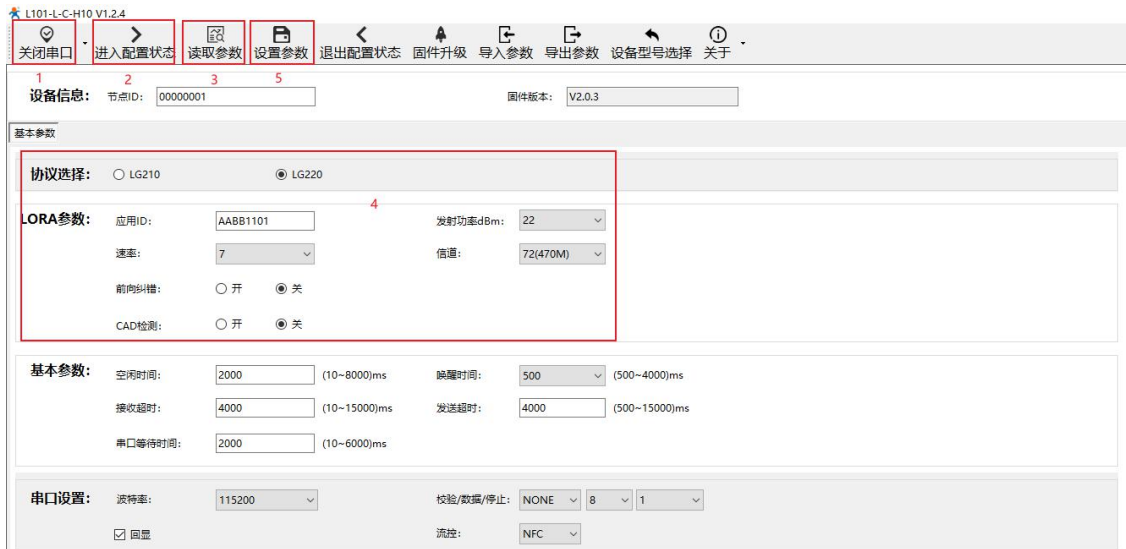 L101-L-C-H10 V1.2.4
关闭串口 进入配置状态 读取参数 设置参数 退出配置状态 固件升级 导入参数 导出参数 设备型号选择 关于
1 2 3 5
设备信息: 节点ID: 00000001 固件版本: V2.0.3
基本参数
协议选择: LG210 LG220
4
LORA参数: 应用ID: AABB1101 发射功率dBm: 22
速率: 7 信道: 72(470M)
前向纠错: 开 关
CAD检测: 开 关
基本参数: 空闲时间: 2000 (10~8000)ms 唤醒时间: 500 (500~4000)ms
接收超时: 4000 (10~15000)ms 发送超时: 4000 (500~15000)ms
串口等待时间: 2000 (10~6000)ms
串口设置: 波特率: 115200 校验/数据/停止: NONE 8 1
回显 流控: NFC